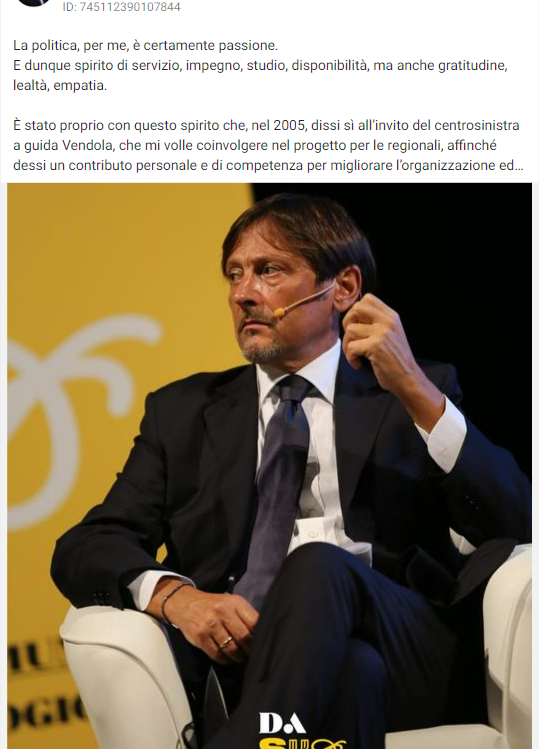 ID: 745112390107844
La politica, per me, è certamente passione.
E dunque spirito di servizio, impegno, studio, disponibilità, ma anche gratitudine,
lealtà, empatia.
È stato proprio con questo spirito che, nel 2005, dissi sì all’invito del centrosinistra
a guida Vendola, che mi volle coinvolgere nel progetto per le regionali, affinché
dessi un contributo personale e di competenza per migliorare l’organizzazione ed...
DA